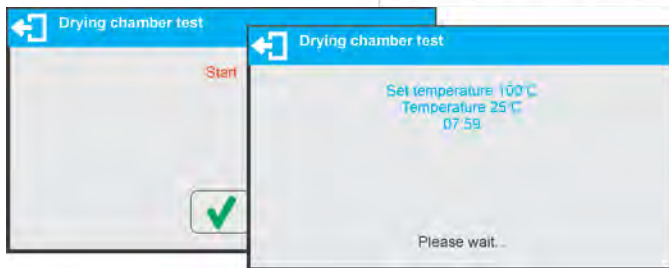 Drying chamber test
Start
Drying chamber test
Set temperature 100°C
Temperature 25°C
07:59
Please wait...